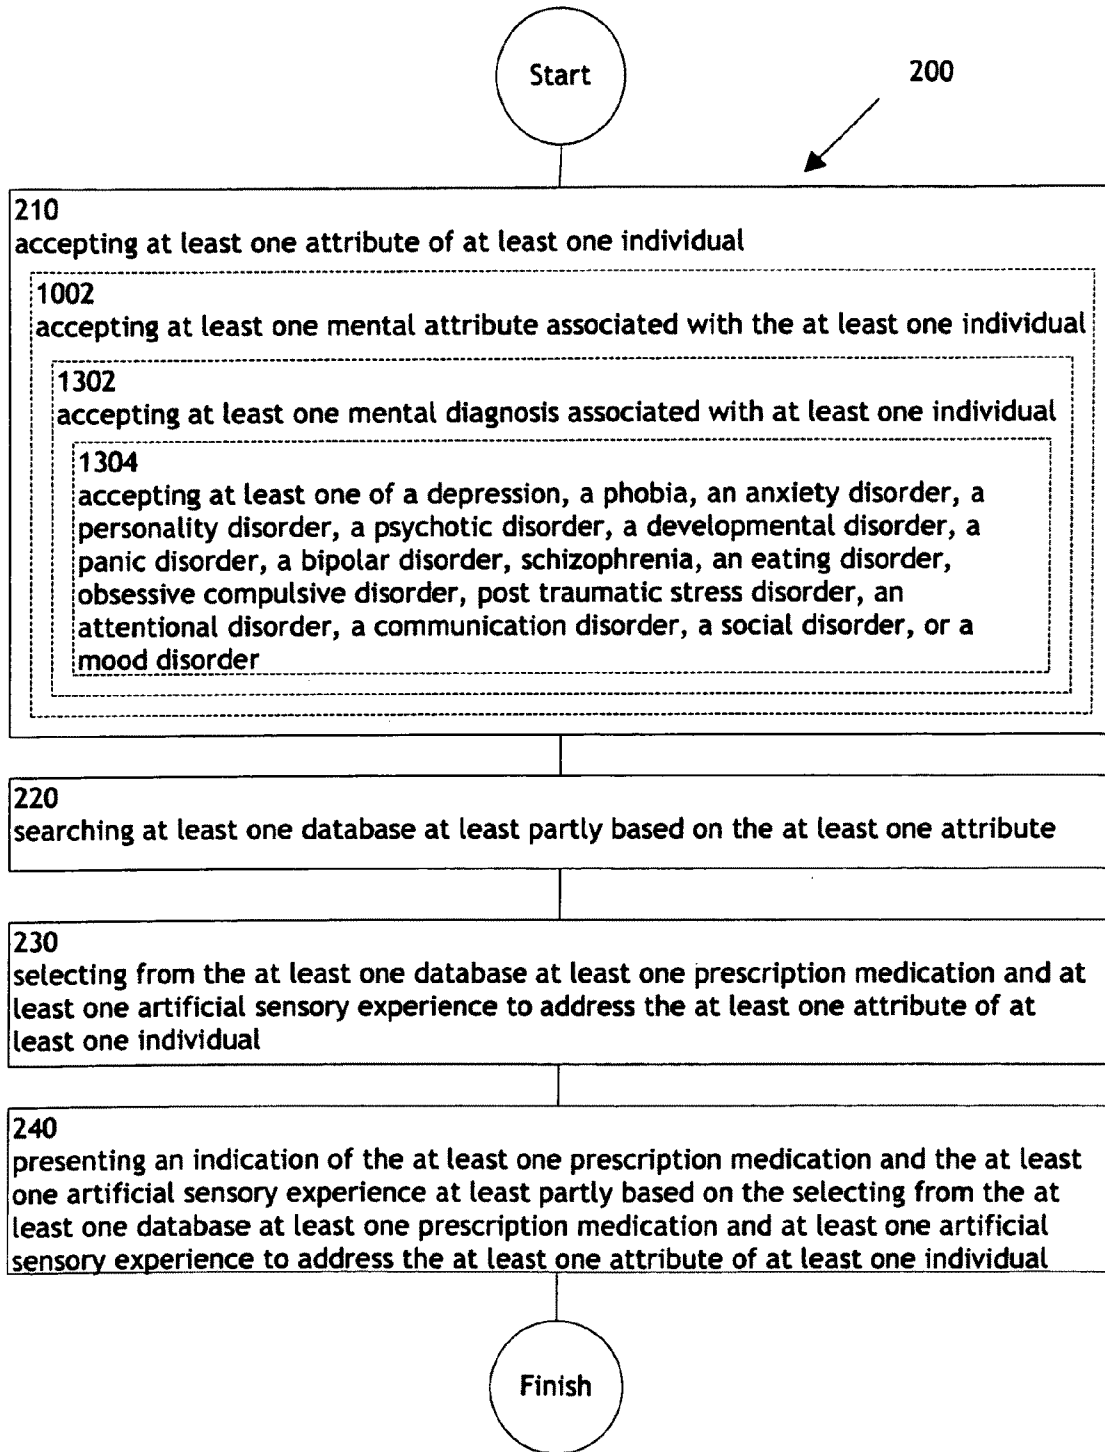 Start
200
210
accepting at least one attribute of at least one individual
1002
accepting at least one mental attribute associated with the at least one individual
1302
accepting at least one mental diagnosis associated with at least one individual
1304
accepting at least one of a depression, a phobia, an anxiety disorder, a
personality disorder, a psychotic disorder, a developmental disorder, a
panic disorder, a bipolar disorder, schizophrenia, an eating disorder,
obsessive compulsive disorder, post traumatic stress disorder, an
attentional disorder, a communication disorder, a social disorder, or a
mood disorder
220
searching at least one database at least partly based on the at least one attribute
230
selecting from the at least one database at least one prescription medication and at
least one artificial sensory experience to address the at least one attribute of at
least one individual
240
presenting an indication of the at least one prescription medication and the at least
one artificial sensory experience at least partly based on the selecting from the at
least one database at least one prescription medication and at least one artificial
sensory experience to address the at least one attribute of at least one individual
Finish